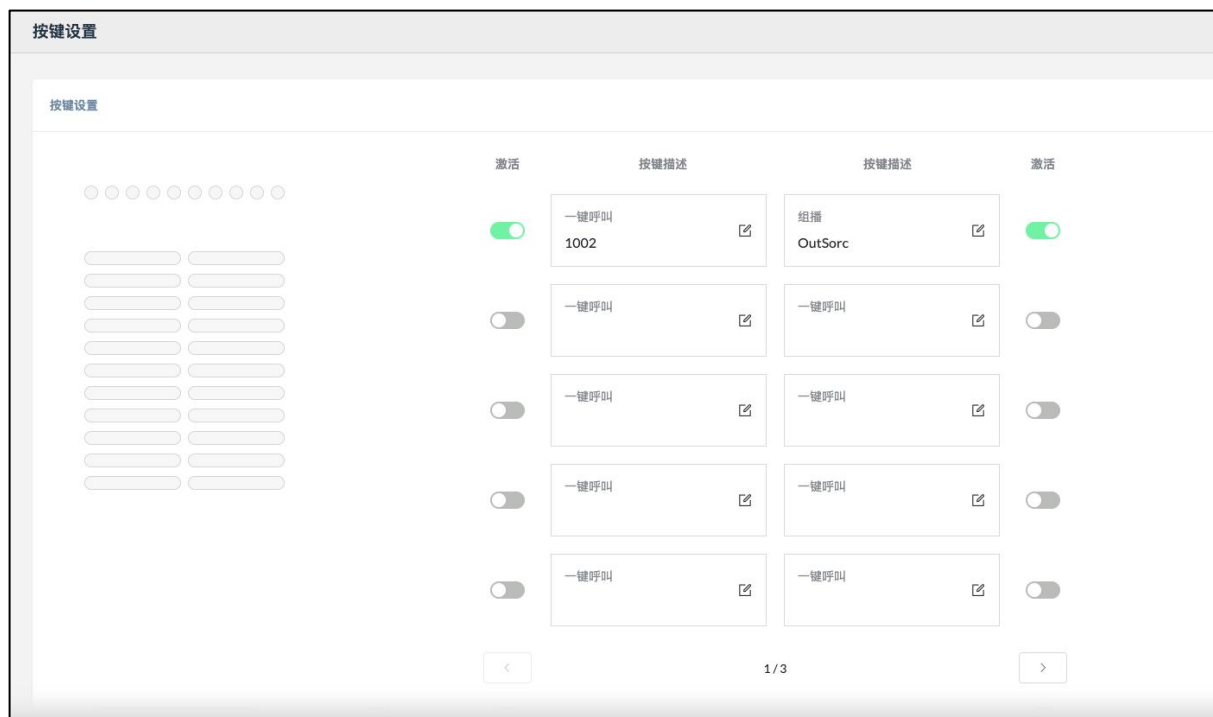 按键设置
按键设置
激活 按键描述 按键描述 激活
一键呼叫 组播
1002 OutSorc
一键呼叫 一键呼叫
一键呼叫 一键呼叫
一键呼叫 一键呼叫
一键呼叫 一键呼叫
< 1 / 3 >